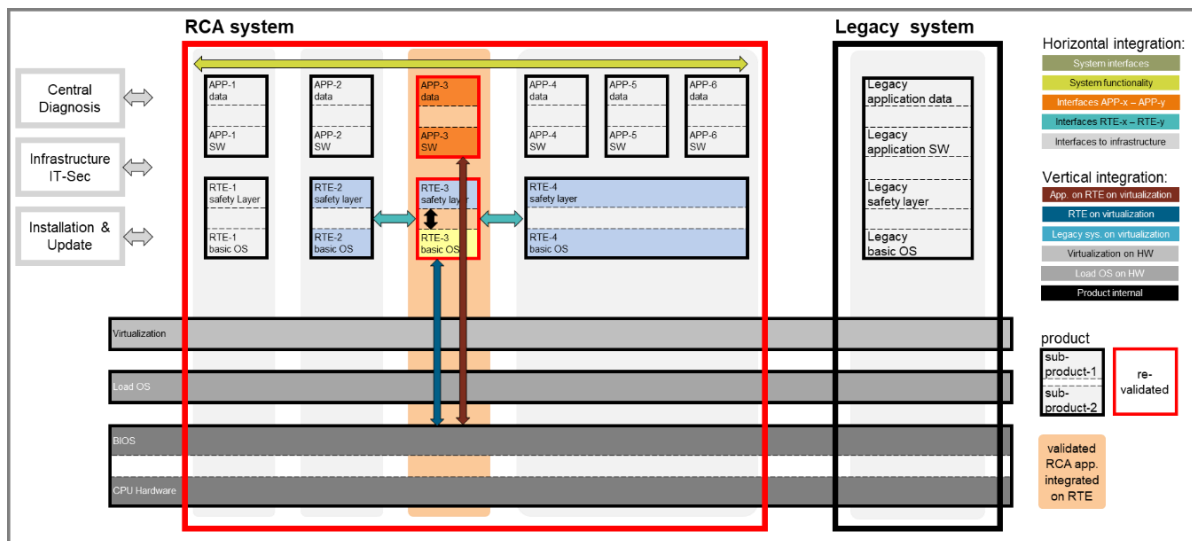 RCA system
Legacy system
Central
Diagnosis
Infrastructure
IT-Sec
Installation &
Update
APP-1
data
APP-1
SW
APP-2
data
APP-2
SW
APP-3
data
APP-3
SW
APP-4
data
APP-4
SW
APP-5
data
APP-5
SW
APP-6
data
APP-6
SW
RTE-1
safety layer
RTE-1
basic OS
RTE-2
safety layer
RTE-2
basic OS
RTE-3
safety layer
RTE-3
basic OS
RTE-4
safety layer
RTE-4
basic OS
Legacy
application data
Legacy
application SW
Legacy
safety layer
Legacy
basic OS
Virtualization
Load OS
BIOS
CPU Hardware
Horizontal integration:
System interfaces
System functionality
Interfaces APP-x – APP-y
Interfaces RTE-x – RTE-y
Interfaces to infrastructure
Vertical integration:
App. on RTE on virtualization
RTE on virtualization
Legacy sys. on virtualization
Virtualization on HW
Load OS on HW
Product internal
product
sub-
product-1
sub-
product-2
re-
validated
validated
RCA app.
integrated
on RTE